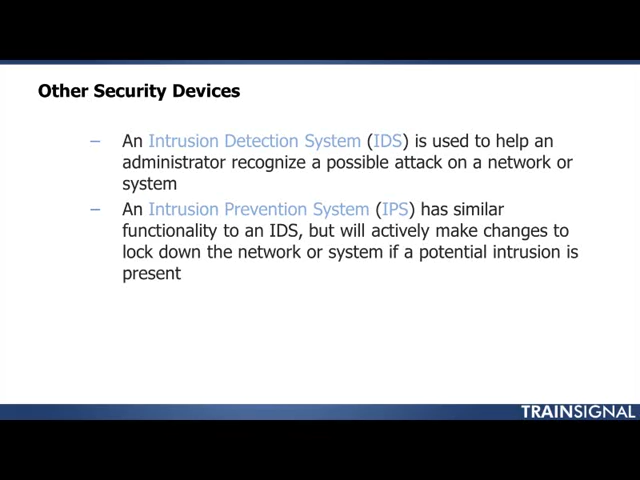 Other Security Devices
– An Intrusion Detection System (IDS) is used to help an
administrator recognize a possible attack on a network or
system
– An Intrusion Prevention System (IPS) has similar
functionality to an IDS, but will actively make changes to
lock down the network or system if a potential intrusion is
present
TRAINSIGNAL